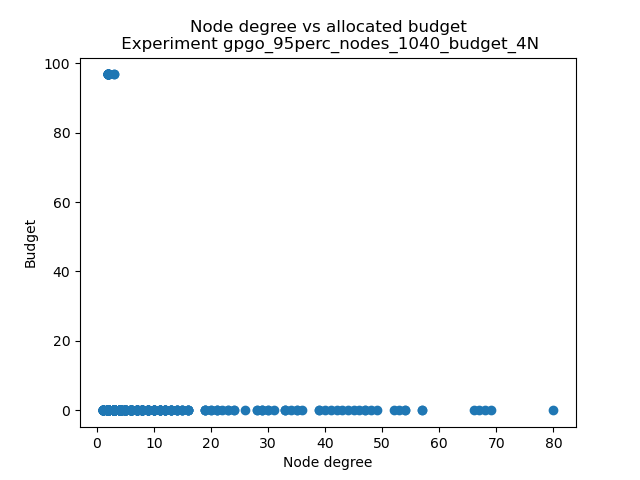 Node degree vs allocated budget
Experiment gpgo_95perc_nodes_1040_budget_4N
100
80
60
40
20
0
Budget
0 10 20 30 40 50 60 70 80
Node degree